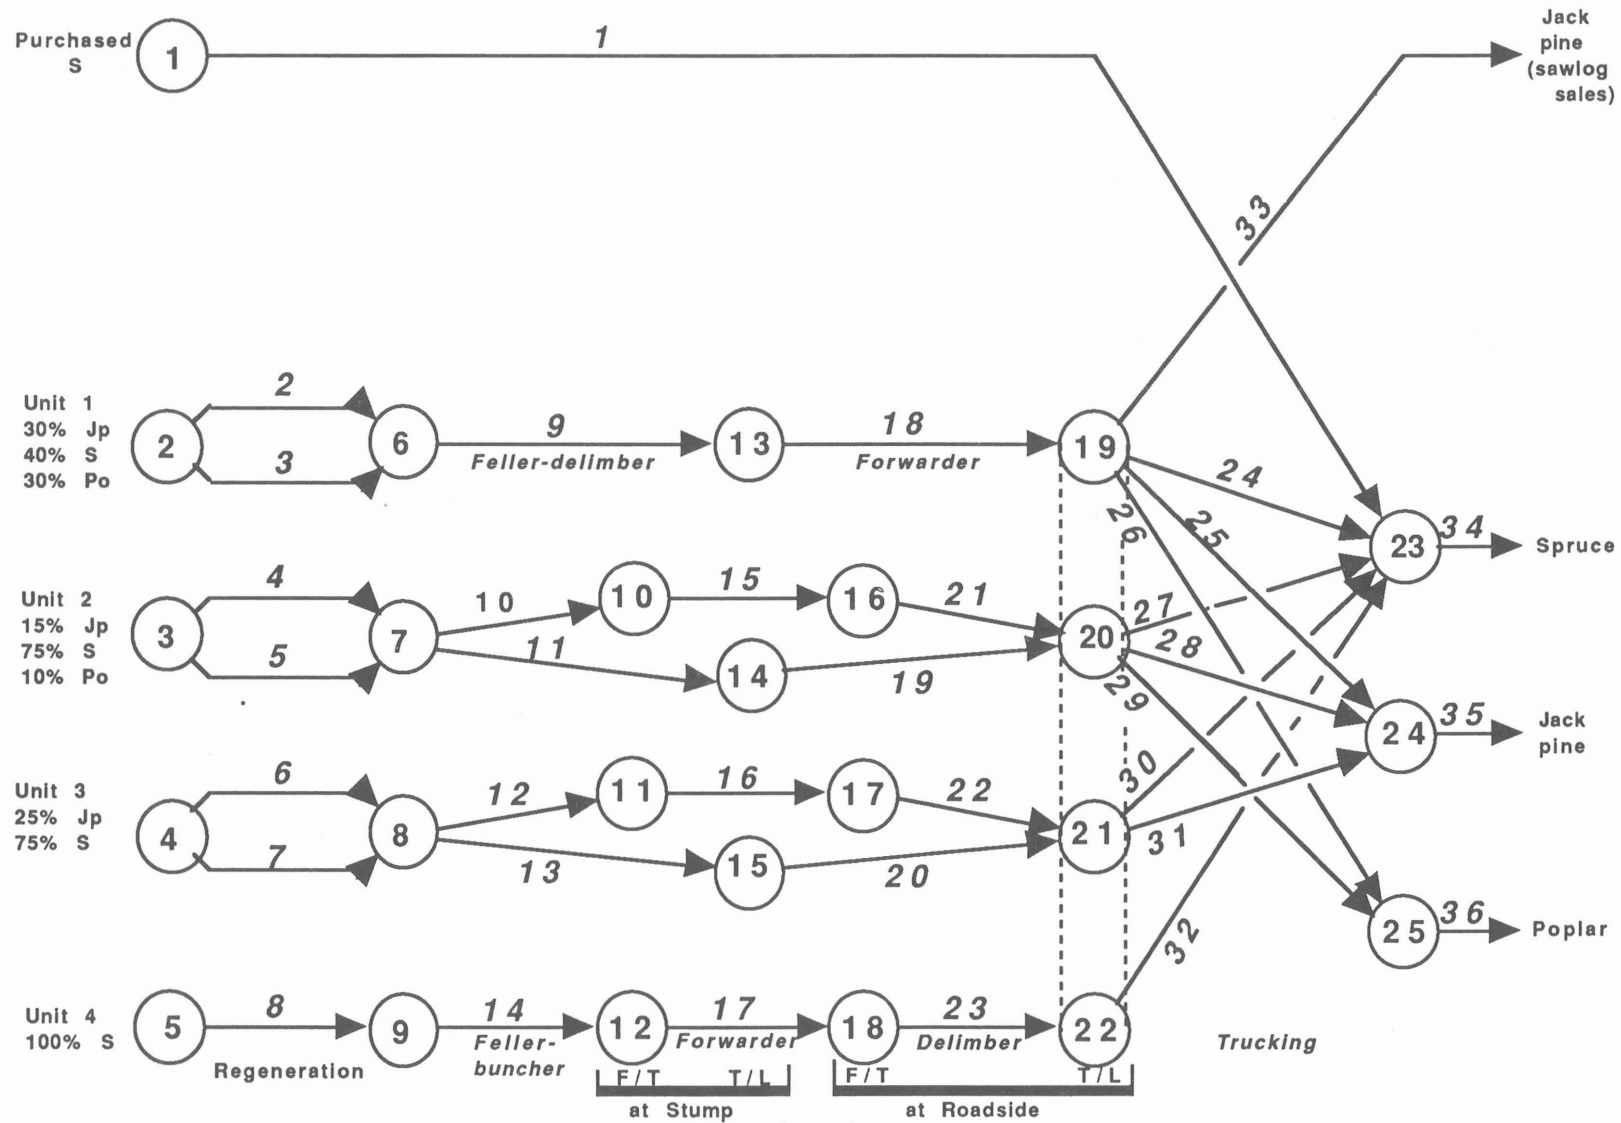 Purchased
S
1
1
Jack
pine
(sawlog
sales)
33
Unit 1
30% Jp
40% S
30% Po
2
2
3
6
9
Feller-delimber
13
18
Forwarder
19
24
25
26
23
34
Spruce
Unit 2
15% Jp
75% S
10% Po
3
4
5
7
10
11
10
15
16
21
14
19
20
27
28
29
24
35
Jack
pine
Unit 3
25% Jp
75% S
4
6
7
8
12
13
11
16
17
22
15
20
21
30
31
25
36
Poplar
Unit 4
100% S
5
8
Regeneration
9
14
Feller-
buncher
12
17
Forwarder
18
23
Delimber
22
32
Trucking
F/T T/L
at Stump
F/T T/L
at Roadside